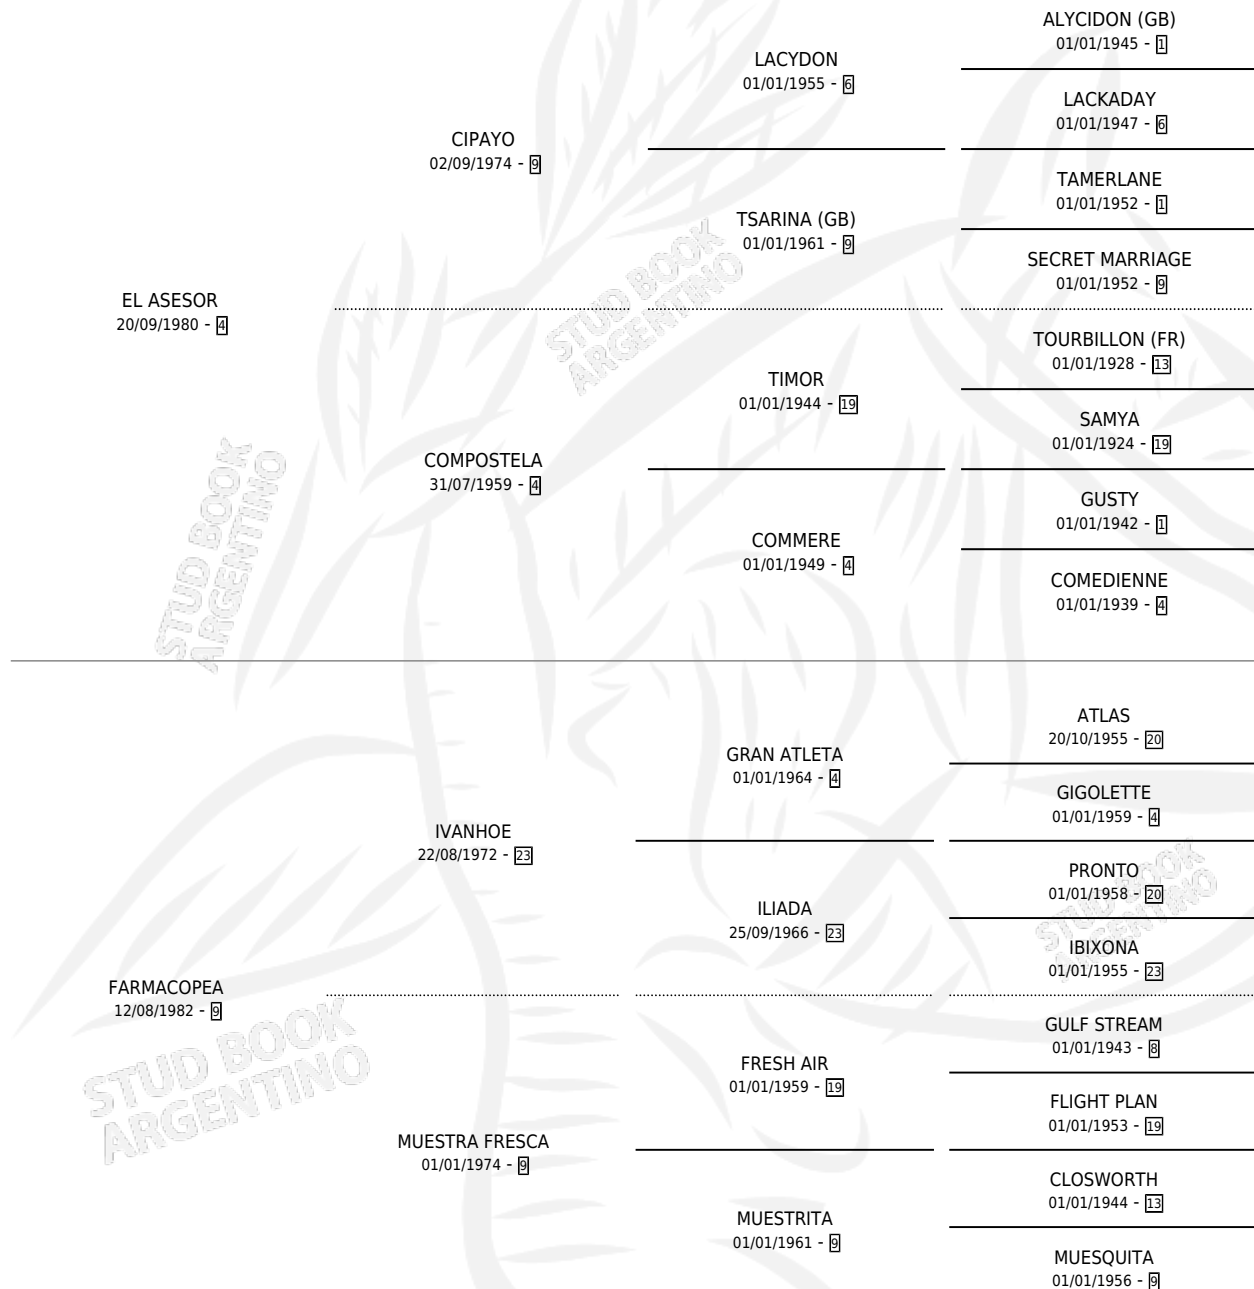 ALYCIDON (GB)
01/01/1945 - 1
LACYDON
01/01/1955 - 6
LACKADAY
01/01/1947 - 6
CIPAYO
02/09/1974 - 9
TAMERLANE
01/01/1952 - 1
TSARINA (GB)
01/01/1961 - 9
SECRET MARRIAGE
01/01/1952 - 9
EL ASESOR
20/09/1980 - 4
TOURBILLON (FR)
01/01/1928 - 13
TIMOR
01/01/1944 - 19
SAMYA
01/01/1924 - 19
COMPOSTELA
31/07/1959 - 4
GUSTY
01/01/1942 - 1
COMMERE
01/01/1949 - 4
COMEDIENNE
01/01/1939 - 4
STUD BOOK
ARGENTINO
STUD BOOK
ARGENTINO
ATLAS
20/10/1955 - 20
GRAN ATLETA
01/01/1964 - 4
GIGOLETTE
01/01/1959 - 4
IVANHOE
22/08/1972 - 23
PRONTO
01/01/1958 - 20
ILIADA
25/09/1966 - 23
IBIXONA
01/01/1955 - 23
FARMACOPEA
12/08/1982 - 9
GULF STREAM
01/01/1943 - 8
FRESH AIR
01/01/1959 - 19
FLIGHT PLAN
01/01/1953 - 19
MUESTRA FRESCA
01/01/1974 - 9
CLOSWORTH
01/01/1944 - 13
MUESTRITA
01/01/1961 - 9
MUESQUITA
01/01/1956 - 9
STUD BOOK
ARGENTINO
STUD BOOK
ARGENTINO